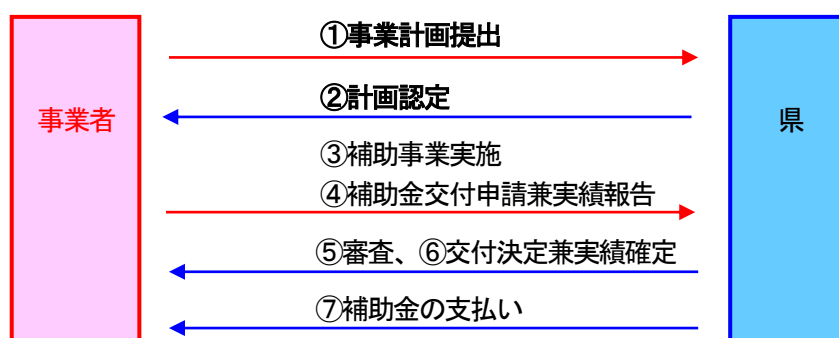 ①事業計画提出
②計画認定
事業者
県
③補助事業実施
④補助金交付申請兼実績報告
⑤審査、⑥交付決定兼実績確定
⑦補助金の支払い